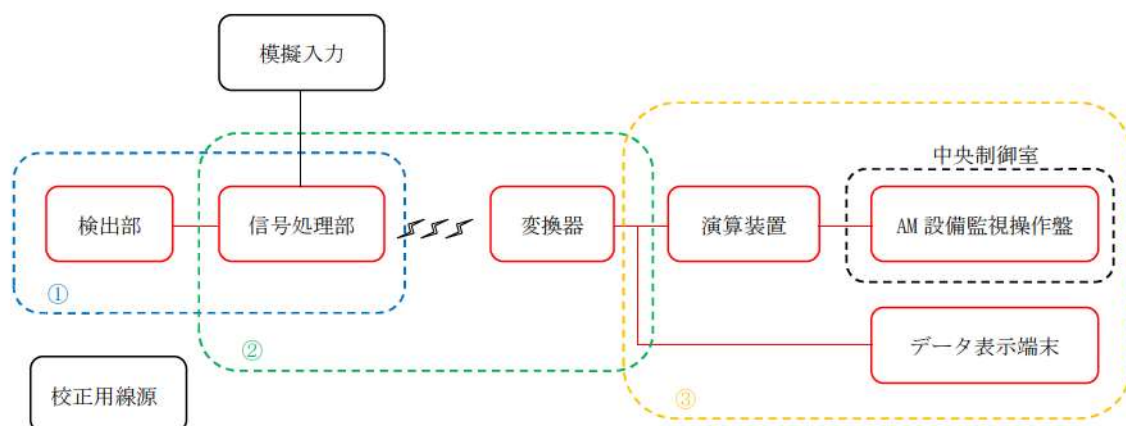 模擬入力
中央制御室
検出部
信号処理部
変換器
演算装置
AM 設備監視操作盤
①
②
データ表示端末
校正用線源
③